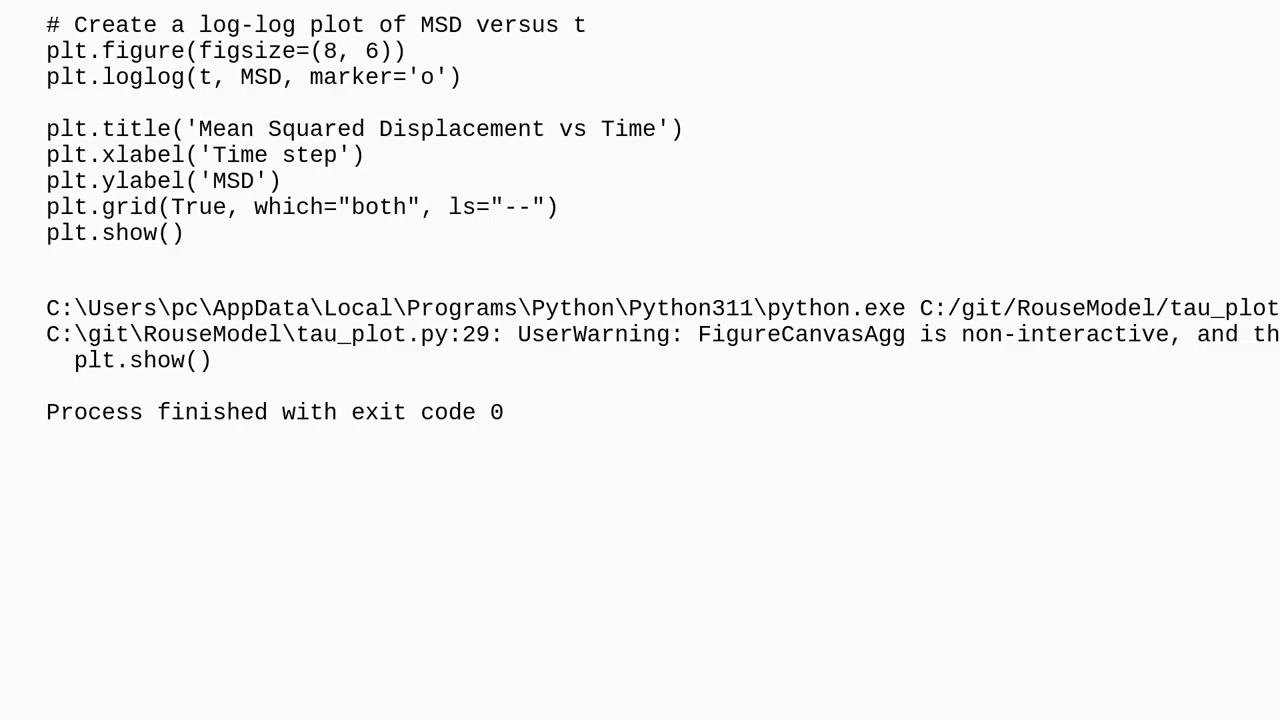 # Create a log-log plot of MSD versus t
plt.figure(figsize=(8, 6))
plt.loglog(t, MSD, marker='o')
plt.title('Mean Squared Displacement vs Time')
plt.xlabel('Time step')
plt.ylabel('MSD')
plt.grid(True, which="both", ls="--")
plt.show()
C:\Users\pc\AppData\Local\Programs\Python\Python311\python.exe C:/git/RouseModel/tau_plot
C:\git\RouseModel\tau_plot.py:29: UserWarning: FigureCanvasAgg is non-interactive, and th
  plt.show()
Process finished with exit code 0